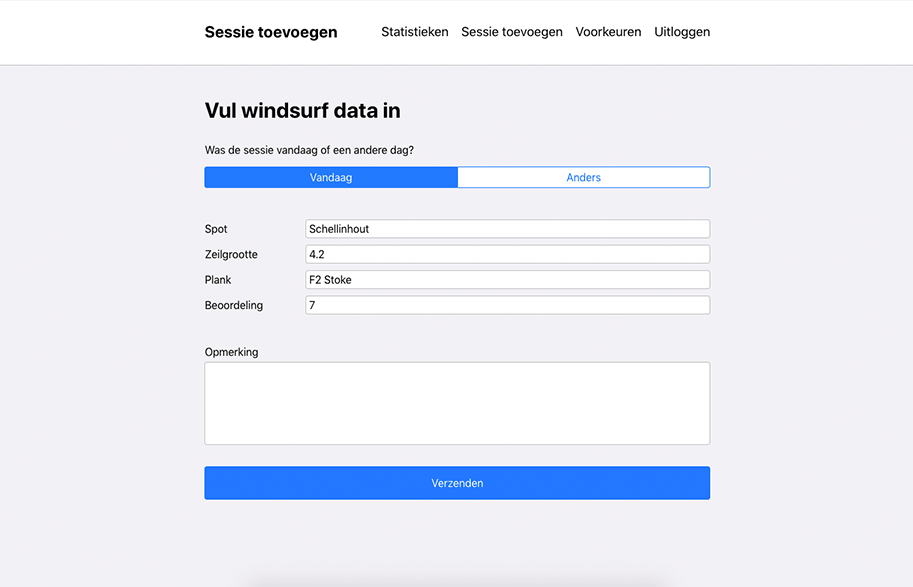 Sessie toevoegen Statistieken Sessie toevoegen Voorkeuren Uitloggen
Vul windsurf data in
Was de sessie vandaag of een andere dag?
Vandaag Anders
Spot Schellinhout
Zeilgrootte 4.2
Plank F2 Stoke
Beoordeling 7
Opmerking
Verzenden